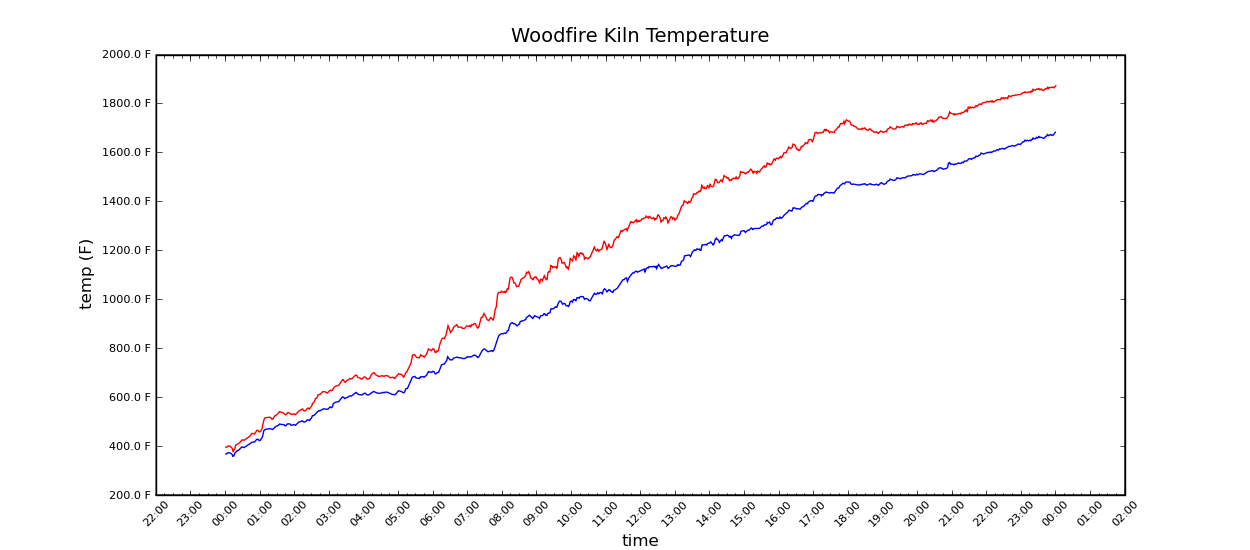 Woodfire Kiln Temperature
2000.0 F
1800.0 F
1600.0 F
1400.0 F
1200.0 F
1000.0 F
800.0 F
600.0 F
400.0 F
200.0 F
temp (F)
22:00 23:00 00:00 01:00 02:00 03:00 04:00 05:00 06:00 07:00 08:00 09:00 10:00 11:00 12:00 13:00 14:00 15:00 16:00 17:00 18:00 19:00 20:00 21:00 22:00 23:00 00:00 01:00 02:00
time